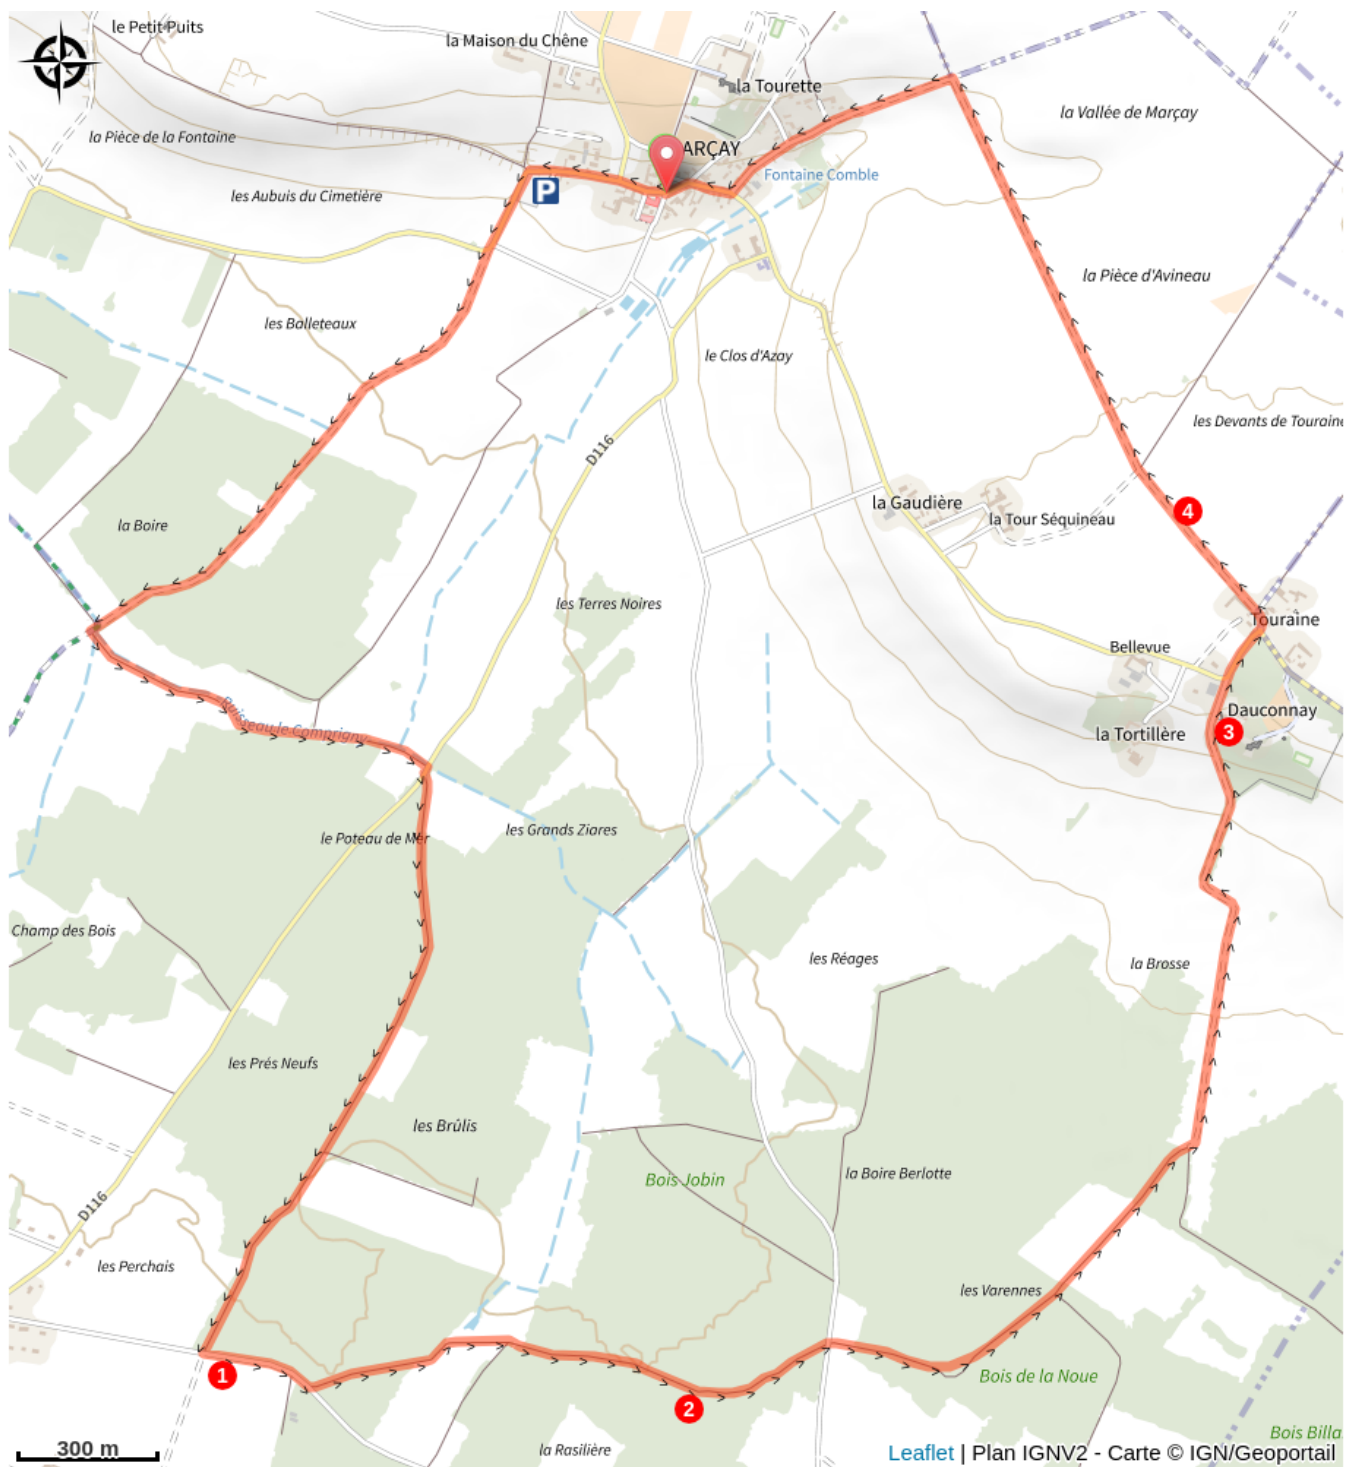 le Petit Puits
la Maison du Chêne
la Tourette
la Vallée de Marçay
la Pièce de la Fontaine
ARÇAY
Fontaine Comble
P
les Aubuis du Cimetière
la Pièce d'Avineau
les Balleteaux
le Clos d'Azay
les Devants de Touraine
D116
la Gaudière
la Tour Séquineau
4
la Boire
les Terres Noires
Touraine
Bellevue
Dauconnay
Ruisseau le Comprigny
la Tortillère
3
le Poteau de Mer
les Grands Ziares
Champ des Bois
les Réages
la Brosse
les Prés Neufs
les Brûlis
Bois Jobin
la Boire Berlotte
D116
les Perchais
les Varennes
1
Bois de la Noue
2
Bois Billa
300 m
la Rasilière
Leaflet | Plan IGNV2 - Carte © IGN/Geoportail